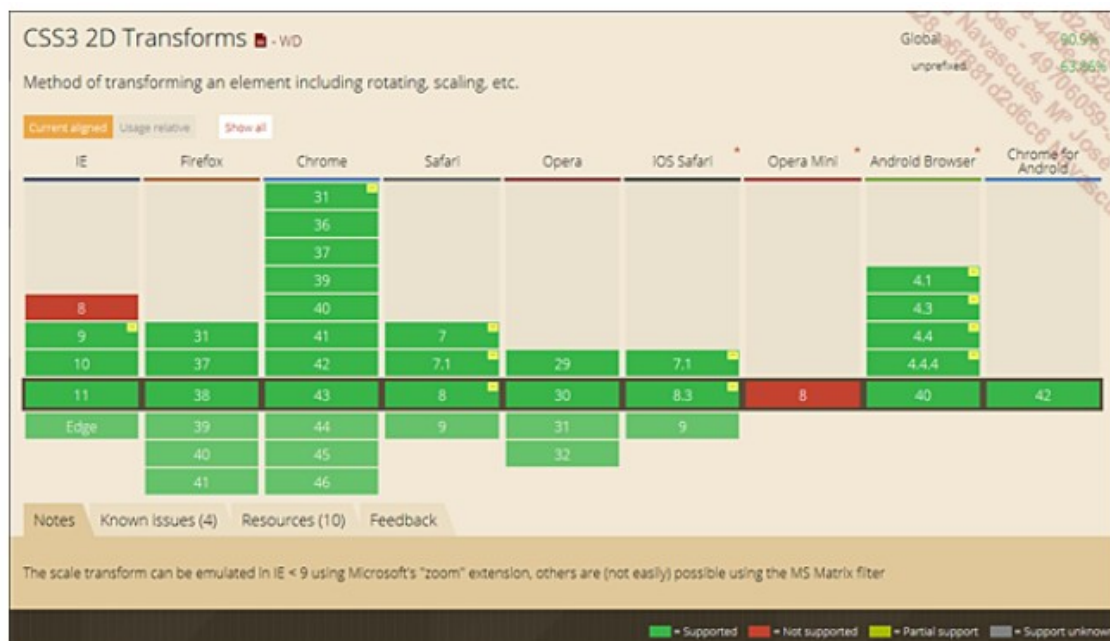 CSS3 2D Transforms - WD
Global 90.9%
unprefixed: 63.86%
Method of transforming an element including rotating, scaling, etc.
Current aligned Usage relative Show all
IE Firefox Chrome Safari Opera iOS Safari * Opera Mini * Android Browser * Chrome for Android
31
36
37
39 4.1
8 40 4.3
9 31 41 7 4.4
10 37 42 7.1 29 7.1 4.4.4
11 38 43 8 30 8.3 8 40 42
Edge 39 44 9 31 9
40 45 32
41 46
Notes Known issues (4) Resources (10) Feedback
The scale transform can be emulated in IE < 9 using Microsoft's "zoom" extension, others are (not easily) possible using the MS Matrix filter
= Supported = Not supported = Partial support = Support unknow